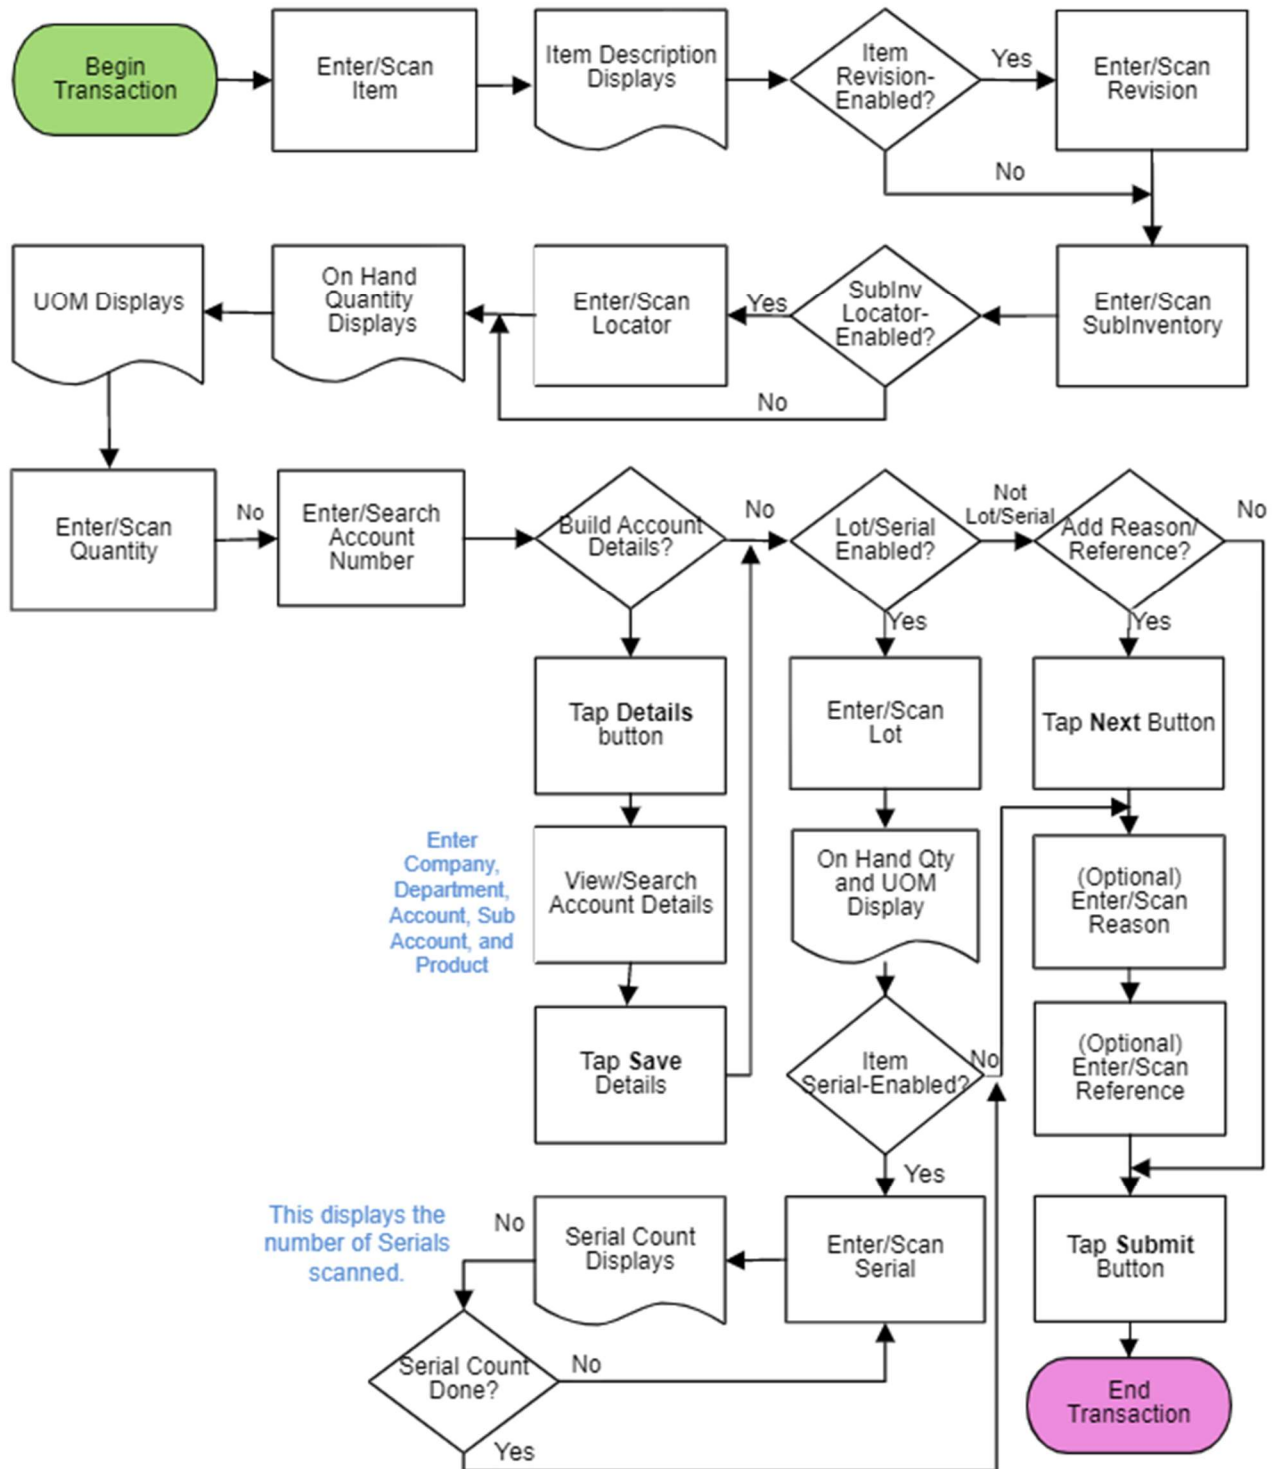 Begin
Transaction
Enter/Scan
Item
Item Description
Displays
Item
Revision-
Enabled?
Yes
Enter/Scan
Revision
No
UOM Displays
On Hand
Quantity
Displays
Enter/Scan
Locator
Yes
SubInv
Locator-
Enabled?
Enter/Scan
SubInventory
No
Enter/Scan
Quantity
No
Enter/Search
Account
Number
Build Account
Details?
No
Lot/Serial
Enabled?
Not
Lot/Serial
Add Reason/
Reference?
No
Yes
Yes
Tap Details
button
Enter/Scan
Lot
Tap Next Button
Enter
Company,
Department,
Account, Sub
Account, and
Product
View/Search
Account Details
On Hand Qty
and UOM
Display
(Optional)
Enter/Scan
Reason
Tap Save
Details
Item
Serial-Enabled?
No
(Optional)
Enter/Scan
Reference
Yes
This displays the
number of Serials
scanned.
No
Serial Count
Displays
Enter/Scan
Serial
Tap Submit
Button
Serial Count
Done?
No
Yes
End
Transaction